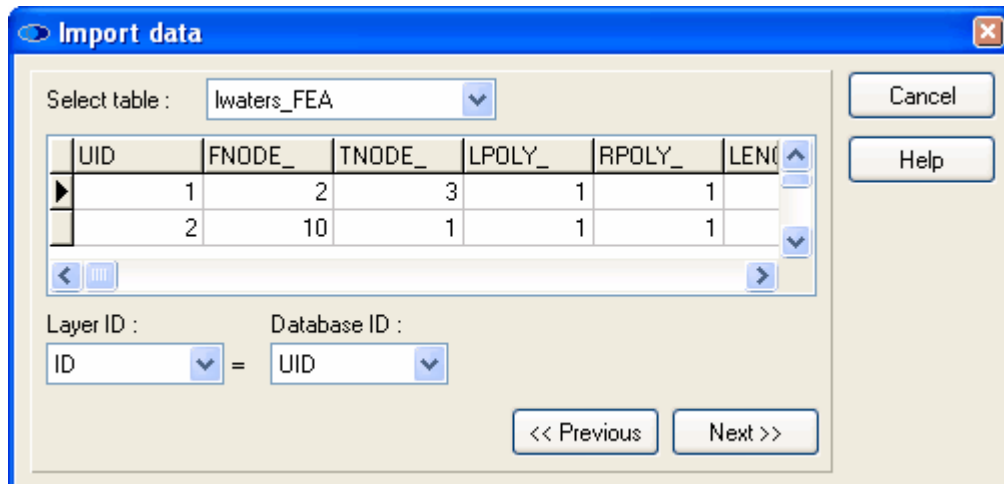 Import data
Select table : lwaters_FEA Cancel
UID FNODE_ TNODE_ LPOLY_ RPOLY_ LENG Help
1 2 3 1 1
2 10 1 1 1
Layer ID : Database ID :
ID = UID
<< Previous Next >>